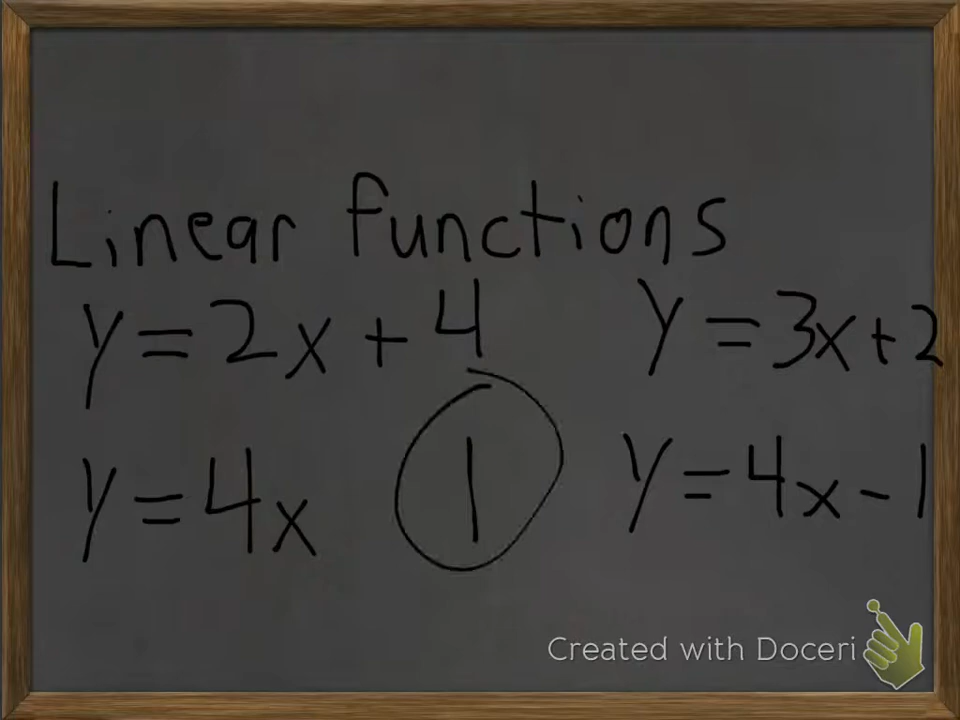 Linear functions
y = 2x + 4
y = 3x + 2
y = 4x
1
y = 4x - 1
Created with Doceri